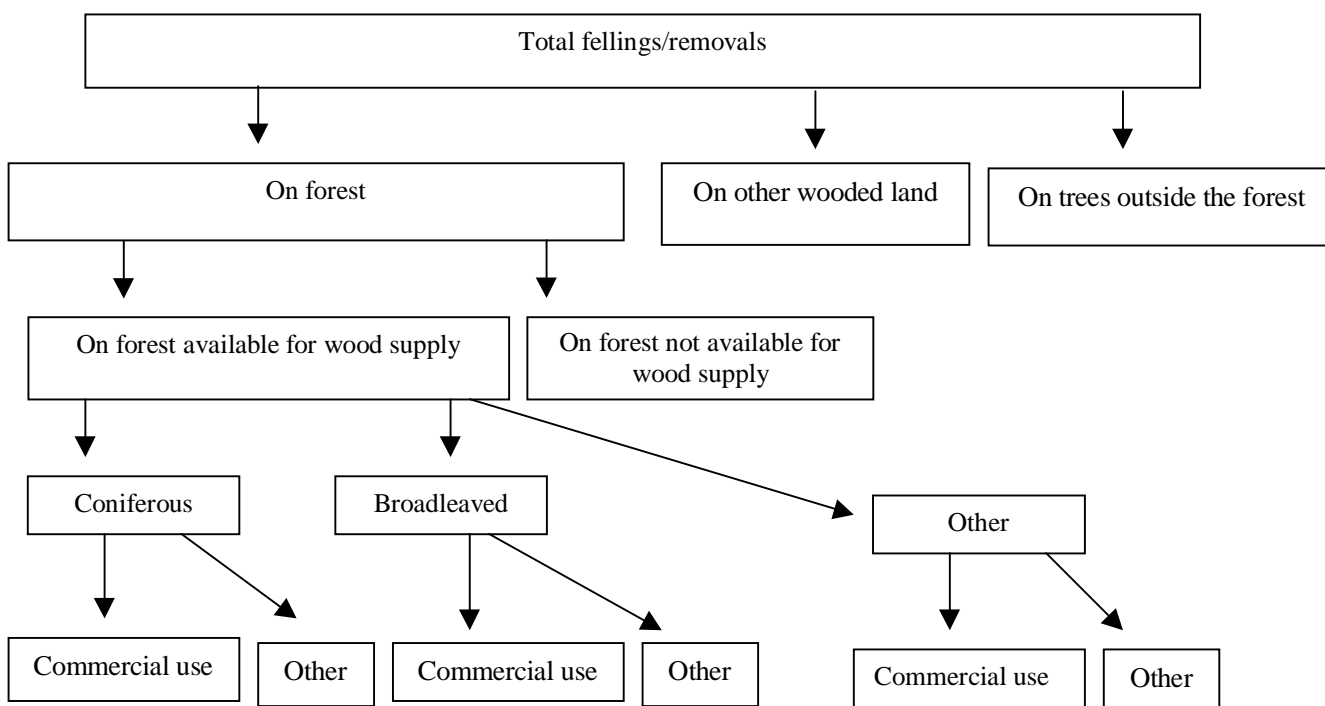 Total fellings/removals
On forest
On other wooded land
On trees outside the forest
On forest available for wood supply
On forest not available for
wood supply
Coniferous
Broadleaved
Other
Commercial use
Other
Commercial use
Other
Commercial use
Other